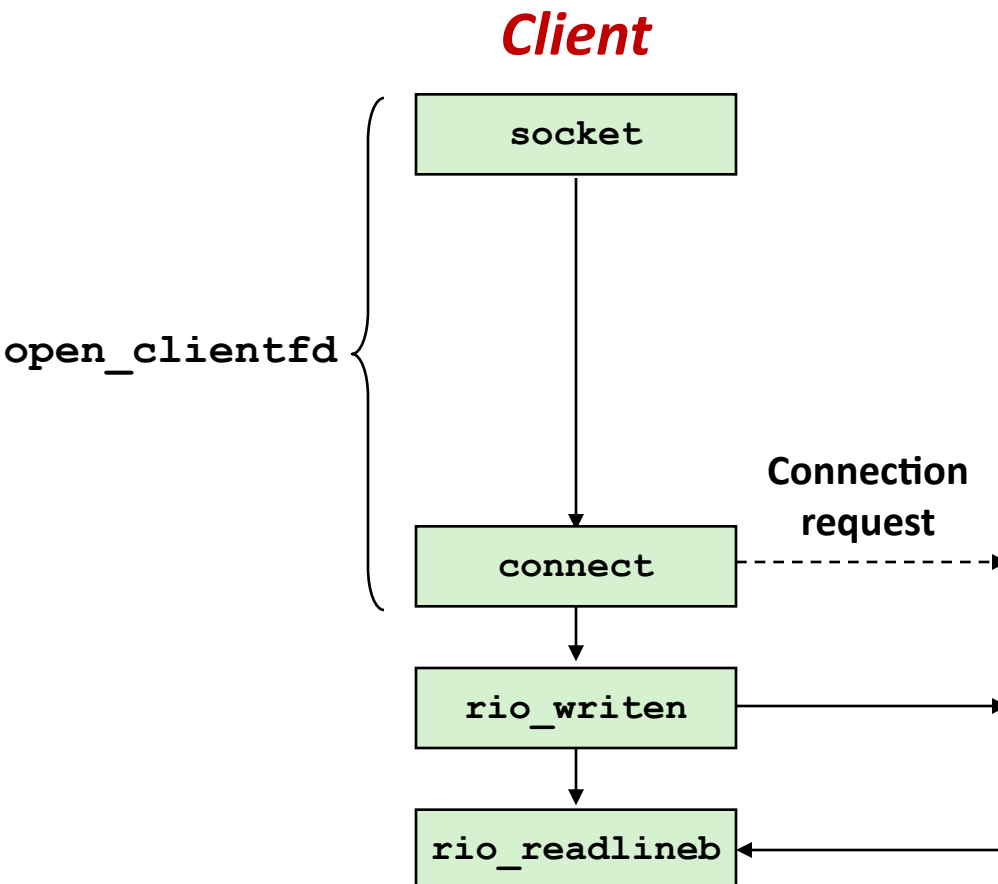 Client
socket
open_clientfd
Connection
request
connect
rio_writen
rio_readlineb